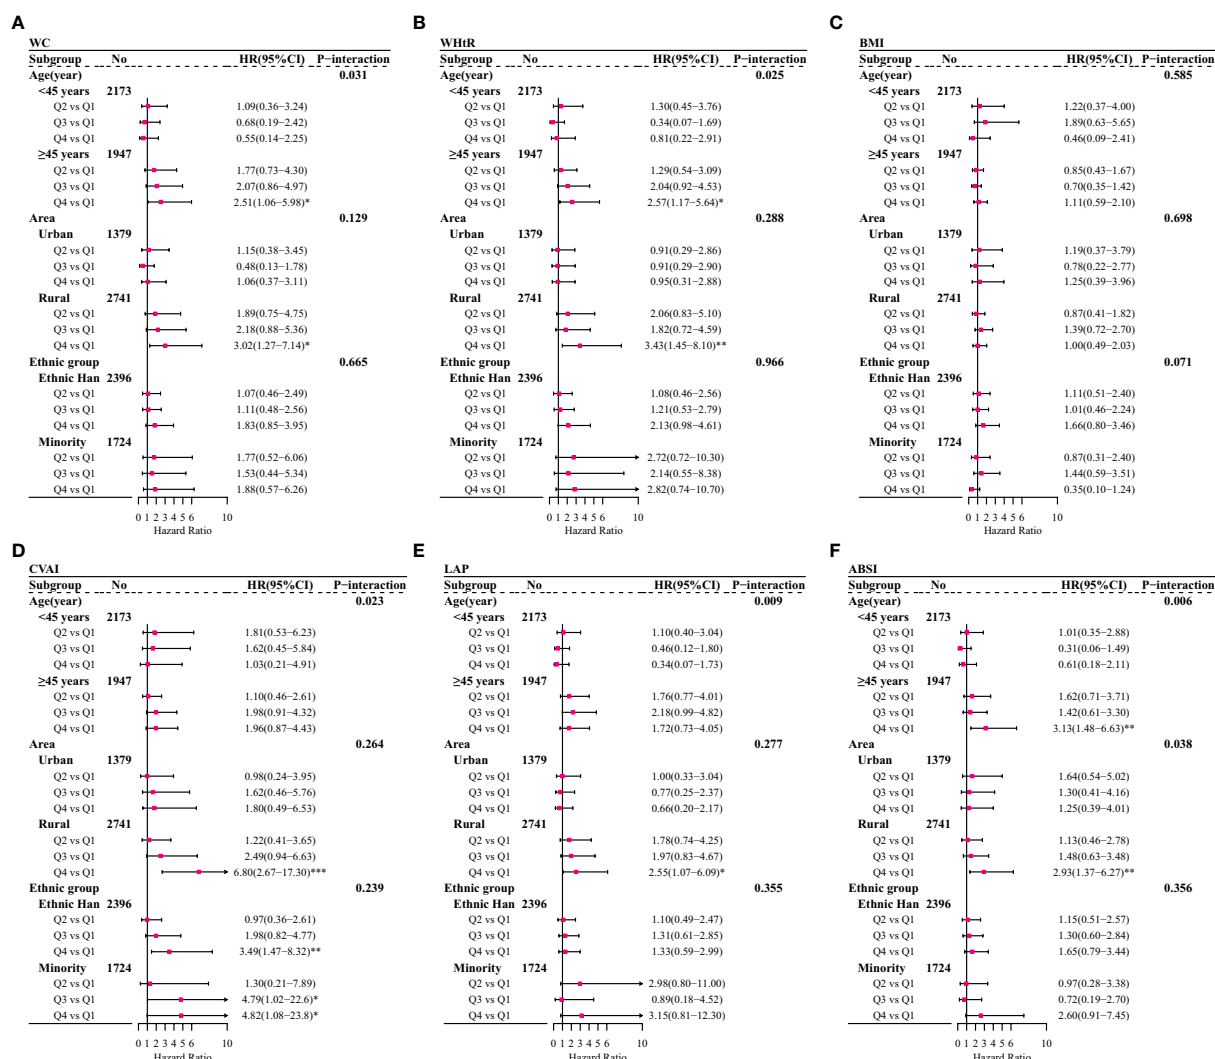 A
WC
Subgroup No HR(95%CI) P−interaction
Age(year) 0.031
<45 years 2173
Q2 vs Q1 1.09(0.36−3.24)
Q3 vs Q1 0.68(0.19−2.42)
Q4 vs Q1 0.55(0.14−2.25)
≥45 years 1947
Q2 vs Q1 1.77(0.73−4.30)
Q3 vs Q1 2.07(0.86−4.97)
Q4 vs Q1 2.51(1.06−5.98)*
Area 0.129
Urban 1379
Q2 vs Q1 1.15(0.38−3.45)
Q3 vs Q1 0.48(0.13−1.78)
Q4 vs Q1 1.06(0.37−3.11)
Rural 2741
Q2 vs Q1 1.89(0.75−4.75)
Q3 vs Q1 2.18(0.88−5.36)
Q4 vs Q1 3.02(1.27−7.14)*
Ethnic group 0.665
Ethnic Han 2396
Q2 vs Q1 1.07(0.46−2.49)
Q3 vs Q1 1.11(0.48−2.56)
Q4 vs Q1 1.83(0.85−3.95)
Minority 1724
Q2 vs Q1 1.77(0.52−6.06)
Q3 vs Q1 1.53(0.44−5.34)
Q4 vs Q1 1.88(0.57−6.26)
0 1 2 3 4 5 6 10
Hazard Ratio
B
WHtR
Subgroup No HR(95%CI) P−interaction
Age(year) 0.025
<45 years 2173
Q2 vs Q1 1.30(0.45−3.76)
Q3 vs Q1 0.34(0.07−1.69)
Q4 vs Q1 0.81(0.22−2.91)
≥45 years 1947
Q2 vs Q1 1.29(0.54−3.09)
Q3 vs Q1 2.04(0.92−4.53)
Q4 vs Q1 2.57(1.17−5.64)*
Area 0.288
Urban 1379
Q2 vs Q1 0.91(0.29−2.86)
Q3 vs Q1 0.91(0.29−2.90)
Q4 vs Q1 0.95(0.31−2.88)
Rural 2741
Q2 vs Q1 2.06(0.83−5.10)
Q3 vs Q1 1.82(0.72−4.59)
Q4 vs Q1 3.43(1.45−8.10)**
Ethnic group 0.966
Ethnic Han 2396
Q2 vs Q1 1.08(0.46−2.56)
Q3 vs Q1 1.21(0.53−2.79)
Q4 vs Q1 2.13(0.98−4.61)
Minority 1724
Q2 vs Q1 2.72(0.72−10.30)
Q3 vs Q1 2.14(0.55−8.38)
Q4 vs Q1 2.82(0.74−10.70)
0 1 2 3 4 5 6 10
Hazard Ratio
C
BMI
Subgroup No HR(95%CI) P−interaction
Age(year) 0.585
<45 years 2173
Q2 vs Q1 1.22(0.37−4.00)
Q3 vs Q1 1.89(0.63−5.65)
Q4 vs Q1 0.46(0.09−2.41)
≥45 years 1947
Q2 vs Q1 0.85(0.43−1.67)
Q3 vs Q1 0.70(0.35−1.42)
Q4 vs Q1 1.11(0.59−2.10)
Area 0.698
Urban 1379
Q2 vs Q1 1.19(0.37−3.79)
Q3 vs Q1 0.78(0.22−2.77)
Q4 vs Q1 1.25(0.39−3.96)
Rural 2741
Q2 vs Q1 0.87(0.41−1.82)
Q3 vs Q1 1.39(0.72−2.70)
Q4 vs Q1 1.00(0.49−2.03)
Ethnic group 0.071
Ethnic Han 2396
Q2 vs Q1 1.11(0.51−2.40)
Q3 vs Q1 1.01(0.46−2.24)
Q4 vs Q1 1.66(0.80−3.46)
Minority 1724
Q2 vs Q1 0.87(0.31−2.40)
Q3 vs Q1 1.44(0.59−3.51)
Q4 vs Q1 0.35(0.10−1.24)
0 1 2 3 4 5 6 10
Hazard Ratio
D
CVAI
Subgroup No HR(95%CI) P−interaction
Age(year) 0.023
<45 years 2173
Q2 vs Q1 1.81(0.53−6.23)
Q3 vs Q1 1.62(0.45−5.84)
Q4 vs Q1 1.03(0.21−4.91)
≥45 years 1947
Q2 vs Q1 1.10(0.46−2.61)
Q3 vs Q1 1.98(0.91−4.32)
Q4 vs Q1 1.96(0.87−4.43)
Area 0.264
Urban 1379
Q2 vs Q1 0.98(0.24−3.95)
Q3 vs Q1 1.62(0.46−5.76)
Q4 vs Q1 1.80(0.49−6.53)
Rural 2741
Q2 vs Q1 1.22(0.41−3.65)
Q3 vs Q1 2.49(0.94−6.63)
Q4 vs Q1 6.80(2.67−17.30)***
Ethnic group 0.239
Ethnic Han 2396
Q2 vs Q1 0.97(0.36−2.61)
Q3 vs Q1 1.98(0.82−4.77)
Q4 vs Q1 3.49(1.47−8.32)**
Minority 1724
Q2 vs Q1 1.30(0.21−7.89)
Q3 vs Q1 4.79(1.02−22.6)*
Q4 vs Q1 4.82(1.08−23.8)*
0 1 2 3 4 5 6 10
Hazard Ratio
E
LAP
Subgroup No HR(95%CI) P−interaction
Age(year) 0.009
<45 years 2173
Q2 vs Q1 1.10(0.40−3.04)
Q3 vs Q1 0.46(0.12−1.80)
Q4 vs Q1 0.34(0.07−1.73)
≥45 years 1947
Q2 vs Q1 1.76(0.77−4.01)
Q3 vs Q1 2.18(0.99−4.82)
Q4 vs Q1 1.72(0.73−4.05)
Area 0.277
Urban 1379
Q2 vs Q1 1.00(0.33−3.04)
Q3 vs Q1 0.77(0.25−2.37)
Q4 vs Q1 0.66(0.20−2.17)
Rural 2741
Q2 vs Q1 1.78(0.74−4.25)
Q3 vs Q1 1.97(0.83−4.67)
Q4 vs Q1 2.55(1.07−6.09)*
Ethnic group 0.355
Ethnic Han 2396
Q2 vs Q1 1.10(0.49−2.47)
Q3 vs Q1 1.31(0.61−2.85)
Q4 vs Q1 1.33(0.59−2.99)
Minority 1724
Q2 vs Q1 2.98(0.80−11.00)
Q3 vs Q1 0.89(0.18−4.52)
Q4 vs Q1 3.15(0.81−12.30)
0 1 2 3 4 5 6 10
Hazard Ratio
F
ABSI
Subgroup No HR(95%CI) P−interaction
Age(year) 0.006
<45 years 2173
Q2 vs Q1 1.01(0.35−2.88)
Q3 vs Q1 0.31(0.06−1.49)
Q4 vs Q1 0.61(0.18−2.11)
≥45 years 1947
Q2 vs Q1 1.62(0.71−3.71)
Q3 vs Q1 1.42(0.61−3.30)
Q4 vs Q1 3.13(1.48−6.63)**
Area 0.038
Urban 1379
Q2 vs Q1 1.64(0.54−5.02)
Q3 vs Q1 1.30(0.41−4.16)
Q4 vs Q1 1.25(0.39−4.01)
Rural 2741
Q2 vs Q1 1.13(0.46−2.78)
Q3 vs Q1 1.48(0.63−3.48)
Q4 vs Q1 2.93(1.37−6.27)**
Ethnic group 0.356
Ethnic Han 2396
Q2 vs Q1 1.15(0.51−2.57)
Q3 vs Q1 1.30(0.60−2.84)
Q4 vs Q1 1.65(0.79−3.44)
Minority 1724
Q2 vs Q1 0.97(0.28−3.38)
Q3 vs Q1 0.72(0.19−2.70)
Q4 vs Q1 2.60(0.91−7.45)
0 1 2 3 4 5 6 10
Hazard Ratio